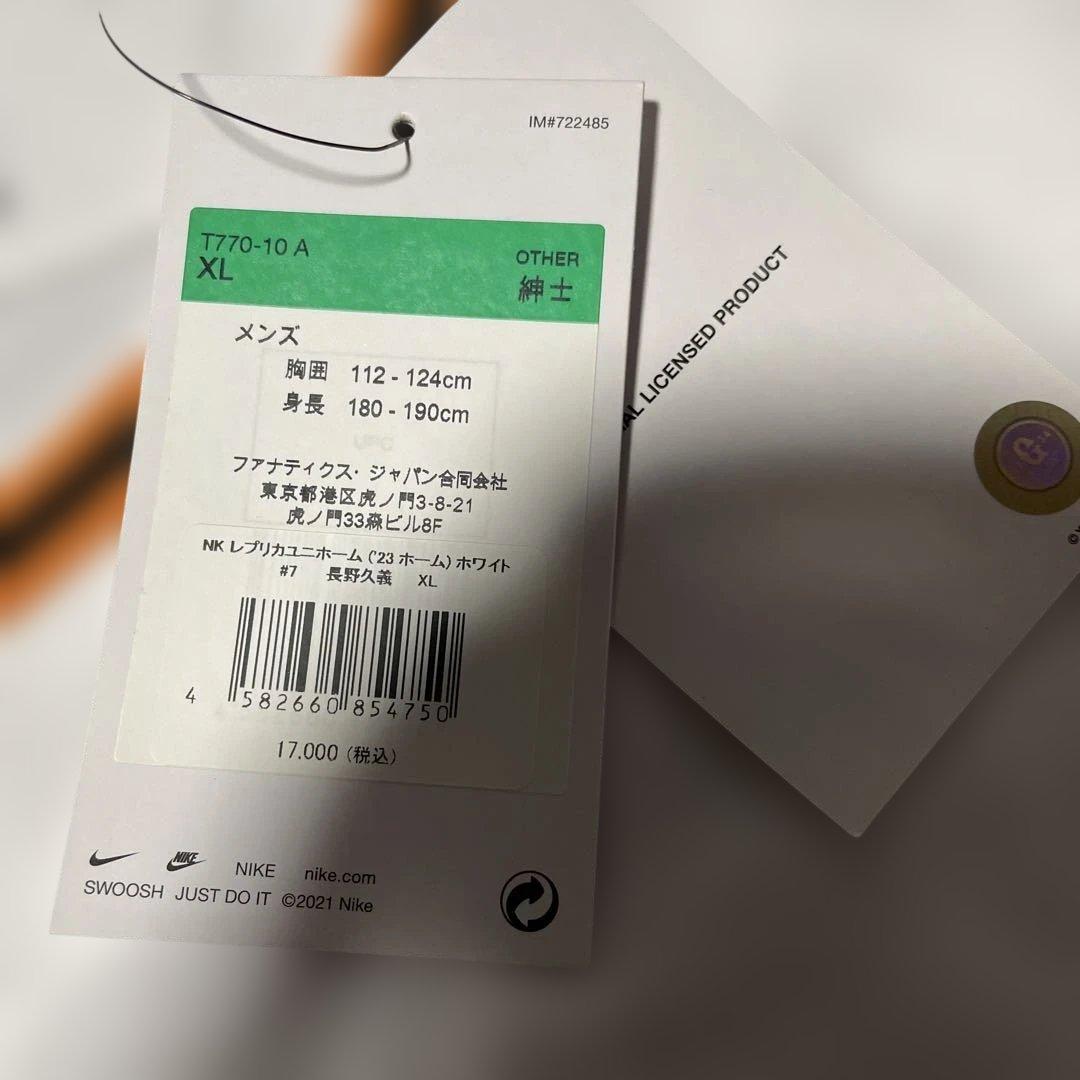 IM#722485
T770-10 A
XL
OTHER
紳士
メンズ
胸囲 112 - 124cm
身長 180 - 190cm
ファナティクス・ジャパン合同会社
東京都港区虎ノ門3-8-21
虎ノ門33森ビル8F
NK レプリカユニホーム ('23 ホーム) ホワイト
#7 長野久義 XL
4 582660 854750
17.000 (税込)
NIKE
NIKE nike.com
SWOOSH JUST DO IT ©2021 Nike
LICENSED PRODUCT